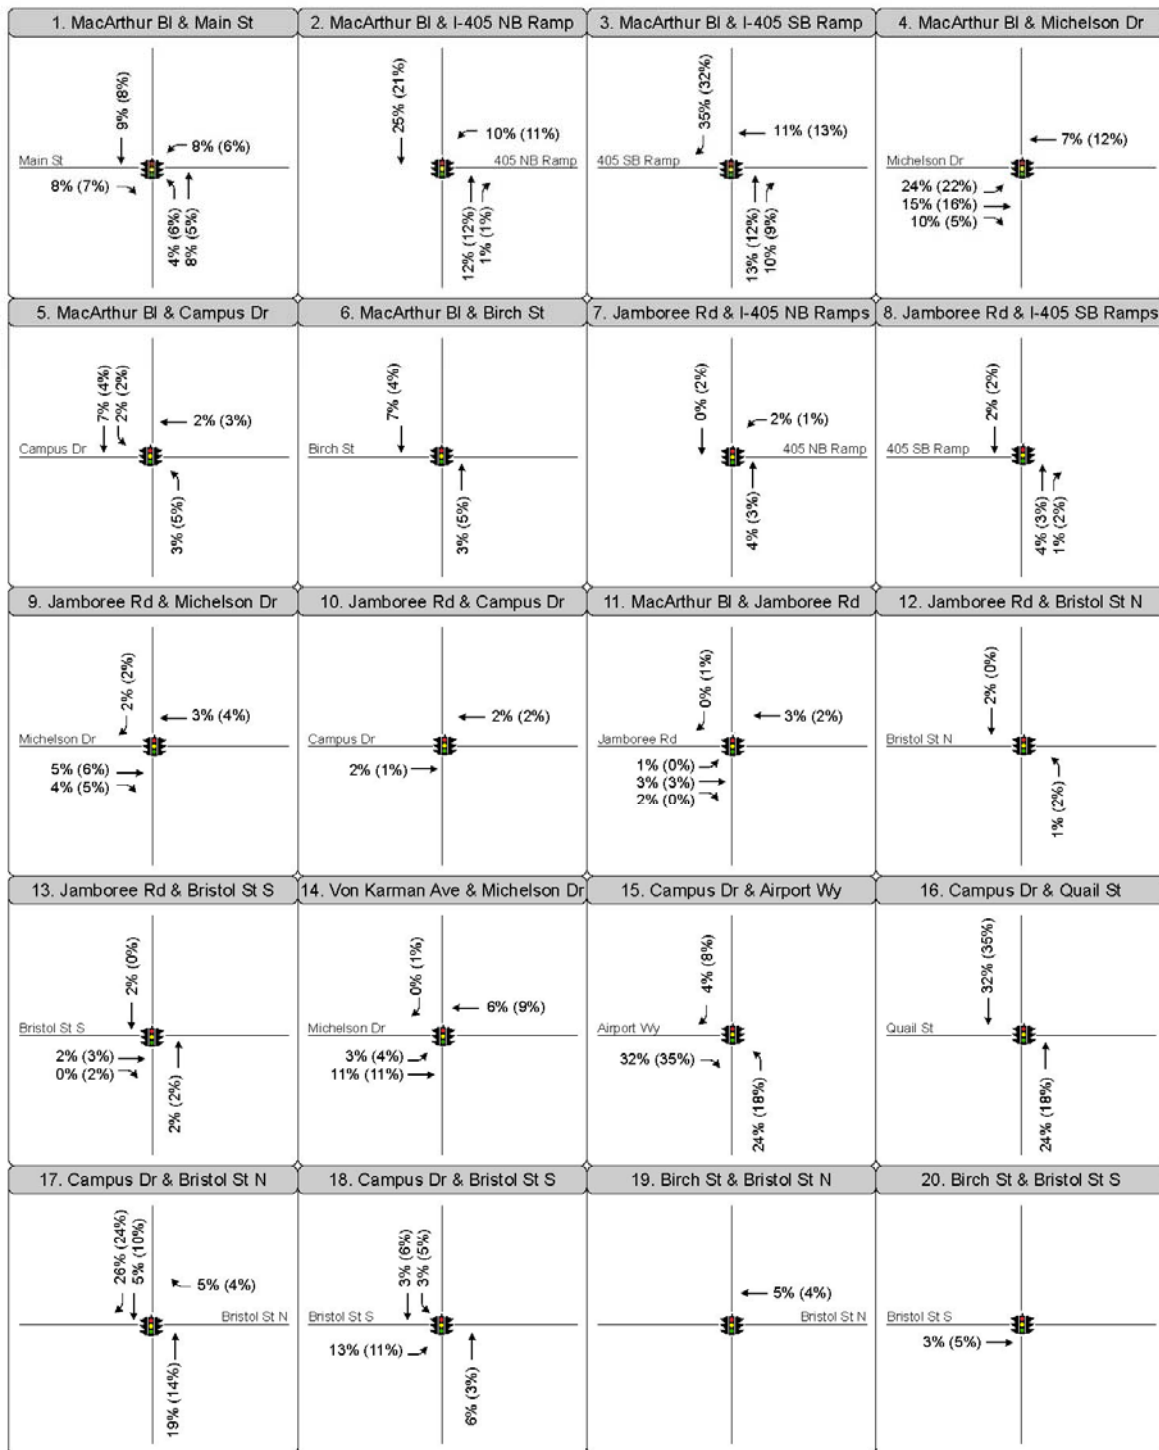 1. MacArthur Bl & Main St
9% (8%)
8% (6%)
Main St
8% (7%)
4% (6%)
8% (5%)
2. MacArthur Bl & I-405 NB Ramp
25% (21%)
10% (11%)
405 NB Ramp
12% (12%)
1% (1%)
3. MacArthur Bl & I-405 SB Ramp
35% (32%)
11% (13%)
405 SB Ramp
13% (12%)
10% (9%)
4. MacArthur Bl & Michelson Dr
7% (12%)
Michelson Dr
24% (22%)
15% (16%)
10% (5%)
5. MacArthur Bl & Campus Dr
7% (4%)
2% (2%)
2% (3%)
Campus Dr
3% (5%)
6. MacArthur Bl & Birch St
7% (4%)
Birch St
3% (5%)
7. Jamboree Rd & I-405 NB Ramps
0% (2%)
2% (1%)
405 NB Ramp
4% (3%)
8. Jamboree Rd & I-405 SB Ramps
2% (2%)
405 SB Ramp
4% (3%)
1% (2%)
9. Jamboree Rd & Michelson Dr
2% (2%)
3% (4%)
Michelson Dr
5% (6%)
4% (5%)
10. Jamboree Rd & Campus Dr
2% (2%)
Campus Dr
2% (1%)
11. MacArthur Bl & Jamboree Rd
0% (1%)
3% (2%)
Jamboree Rd
1% (0%)
3% (3%)
2% (0%)
12. Jamboree Rd & Bristol St N
2% (0%)
Bristol St N
1% (2%)
13. Jamboree Rd & Bristol St S
2% (0%)
Bristol St S
2% (3%)
0% (2%)
2% (2%)
14. Von Karman Ave & Michelson Dr
0% (1%)
6% (9%)
Michelson Dr
3% (4%)
11% (11%)
15. Campus Dr & Airport Wy
4% (8%)
Airport Wy
32% (35%)
24% (18%)
16. Campus Dr & Quail St
32% (35%)
Quail St
24% (18%)
17. Campus Dr & Bristol St N
26% (24%)
5% (10%)
5% (4%)
Bristol St N
19% (14%)
18. Campus Dr & Bristol St S
3% (6%)
3% (5%)
Bristol St S
13% (11%)
6% (3%)
19. Birch St & Bristol St N
5% (4%)
Bristol St N
20. Birch St & Bristol St S
Bristol St S
3% (5%)